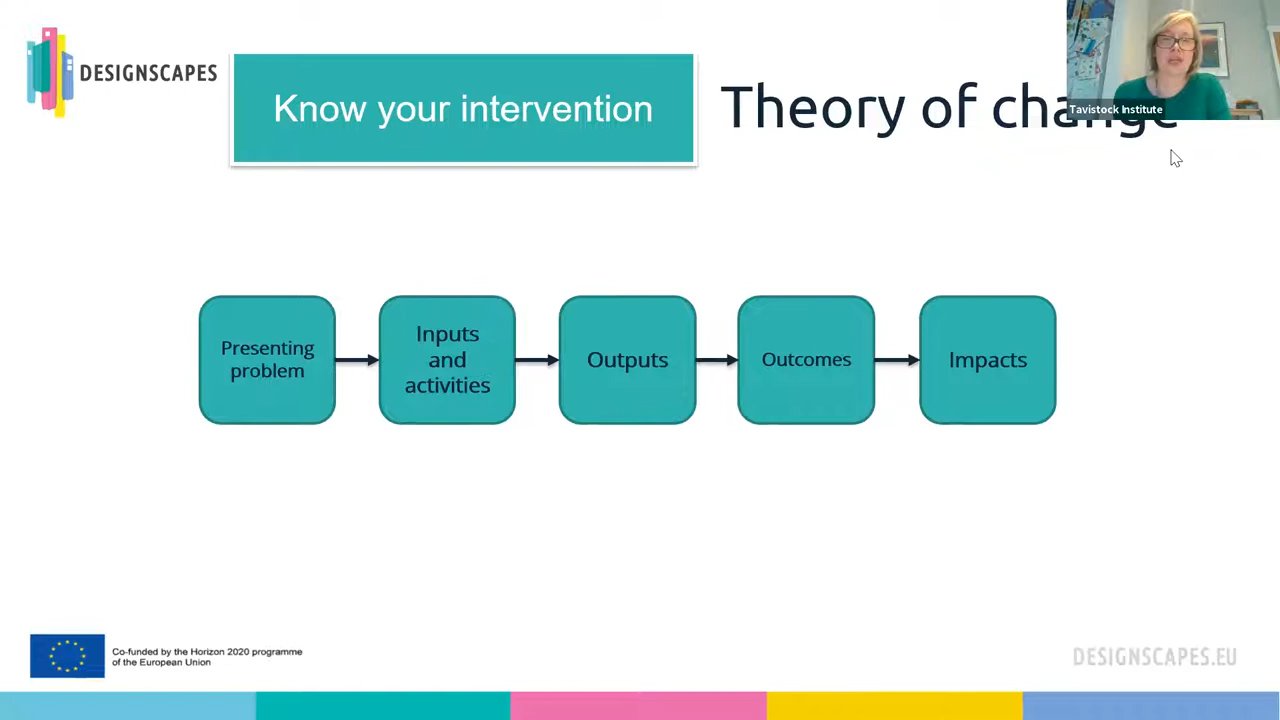 DESIGNSCAPES
Know your intervention
Theory of change
Tavistock Institute
Presenting
problem
Inputs
and
activities
Outputs
Outcomes
Impacts
Co-funded by the Horizon 2020 programme
of the European Union
DESIGNSCAPES.EU